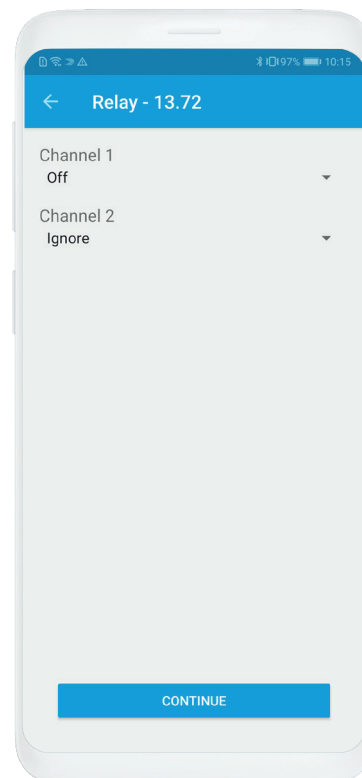 97% 10:15
Relay - 13.72
Channel 1
Off
Channel 2
Ignore
CONTINUE